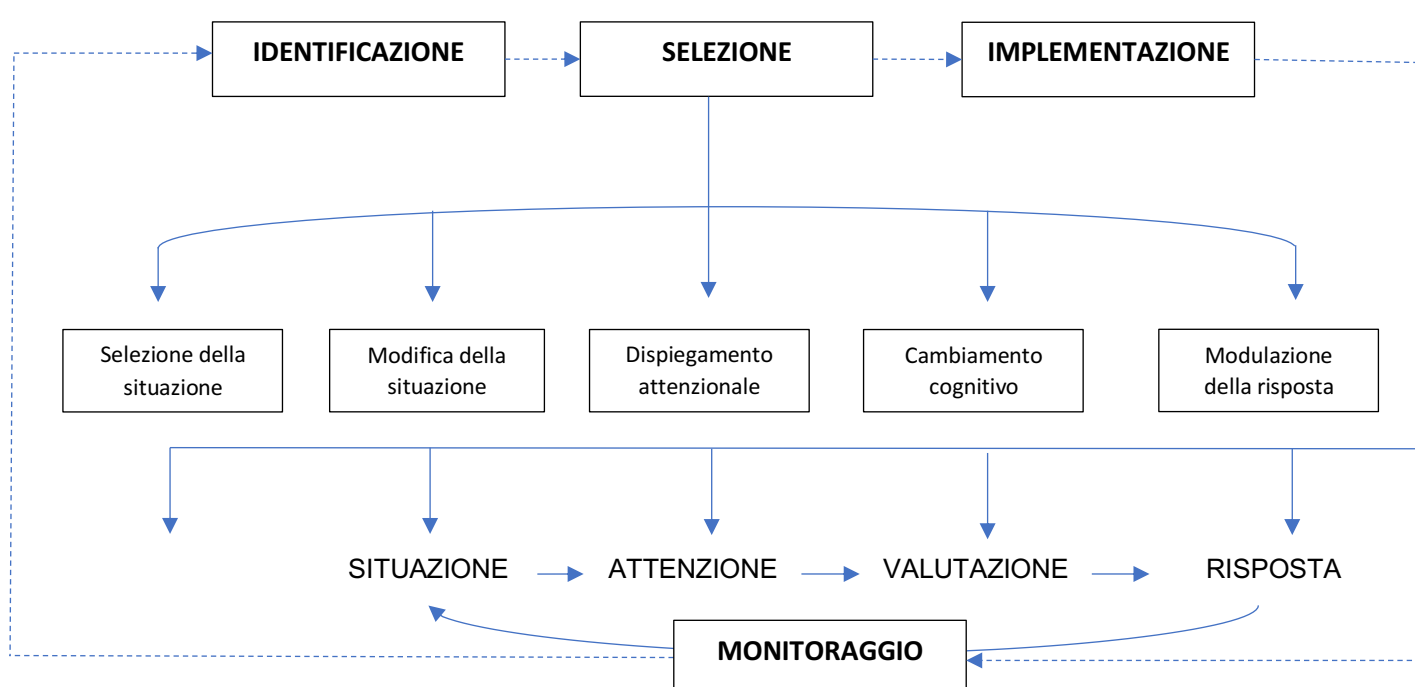 IDENTIFICAZIONE
SELEZIONE
IMPLEMENTAZIONE
Selezione della
situazione
Modifica della
situazione
Dispiegamento
attenzionale
Cambiamento
cognitivo
Modulazione
della risposta
SITUAZIONE
ATTENZIONE
VALUTAZIONE
RISPOSTA
MONITORAGGIO